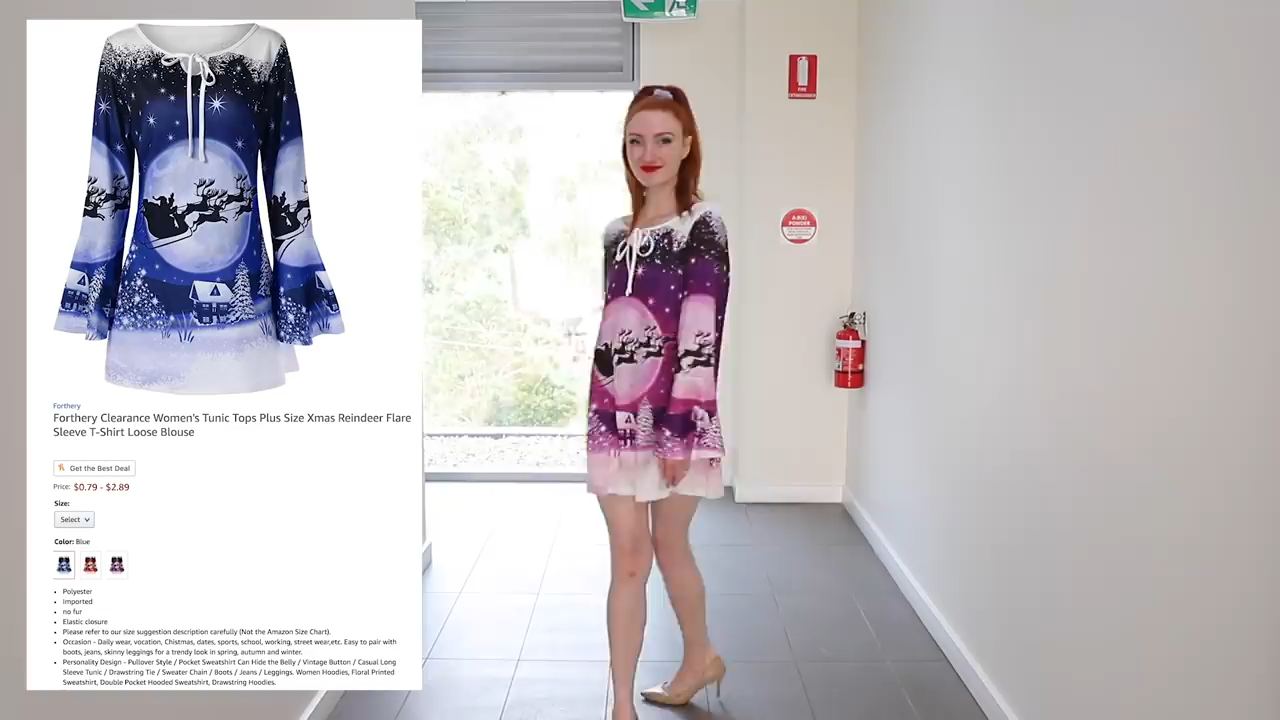 Forthery
Forthery Clearance Women's Tunic Tops Plus Size Xmas Reindeer Flare
Sleeve T-Shirt Loose Blouse
Get the Best Deal
Price: $0.79 - $2.89
Size:
Select
Color: Blue
Polyester
Imported
no fur
Elastic closure
Please refer to our size suggestion description carefully (Not the Amazon Size Chart).
Occasion - Daily wear, vocation, Chistmas, dates, sports, school, working, street wear,etc. Easy to pair with
boots, jeans, skinny leggings for a trendy look in spring, autumn and winter.
Personality Design - Pullover Style / Pocket Sweatshirt Can Hide the Belly / Vintage Button / Casual Long
Sleeve Tunic / Drawstring Tie / Sweater Chain / Boots / Jeans / Leggings. Women Hoodies, Floral Printed
Sweatshirt, Double Pocket Hooded Sweatshirt, Drawstring Hoodies.
FIRE
EXTINGUISHER
A:B(E)
POWDER